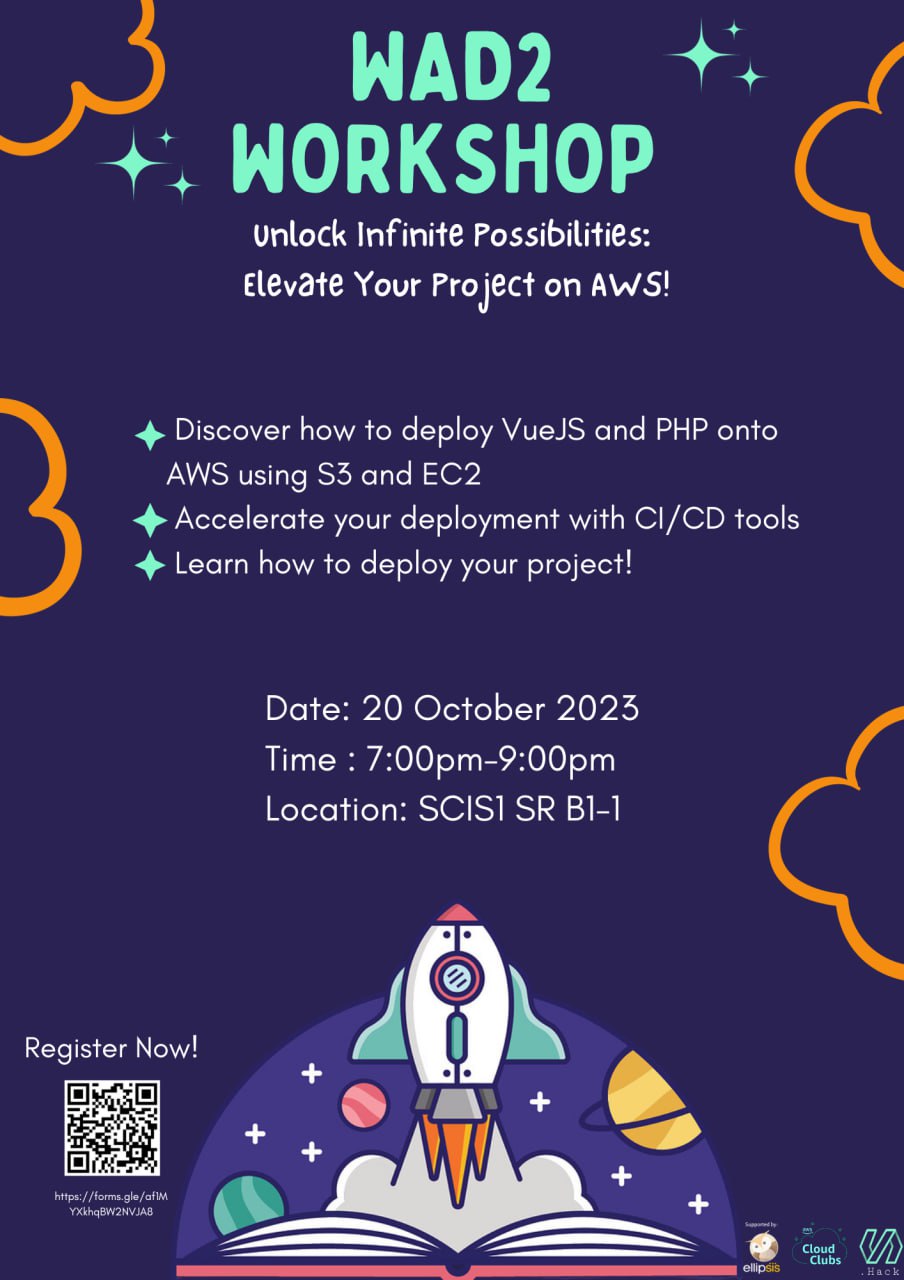 WAD2
WORKSHOP
Unlock Infinite Possibilities:
Elevate Your Project on AWS!
Discover how to deploy VueJS and PHP onto
AWS using S3 and EC2
Accelerate your deployment with CI/CD tools
Learn how to deploy your project!
Date: 20 October 2023
Time : 7:00pm-9:00pm
Location: SCIS1 SR B1-1
Register Now!
https://forms.gle/af1M
YXkhqBW2NVJA8
Supported by:
ellipsis
aws
Cloud
Clubs
.Hack